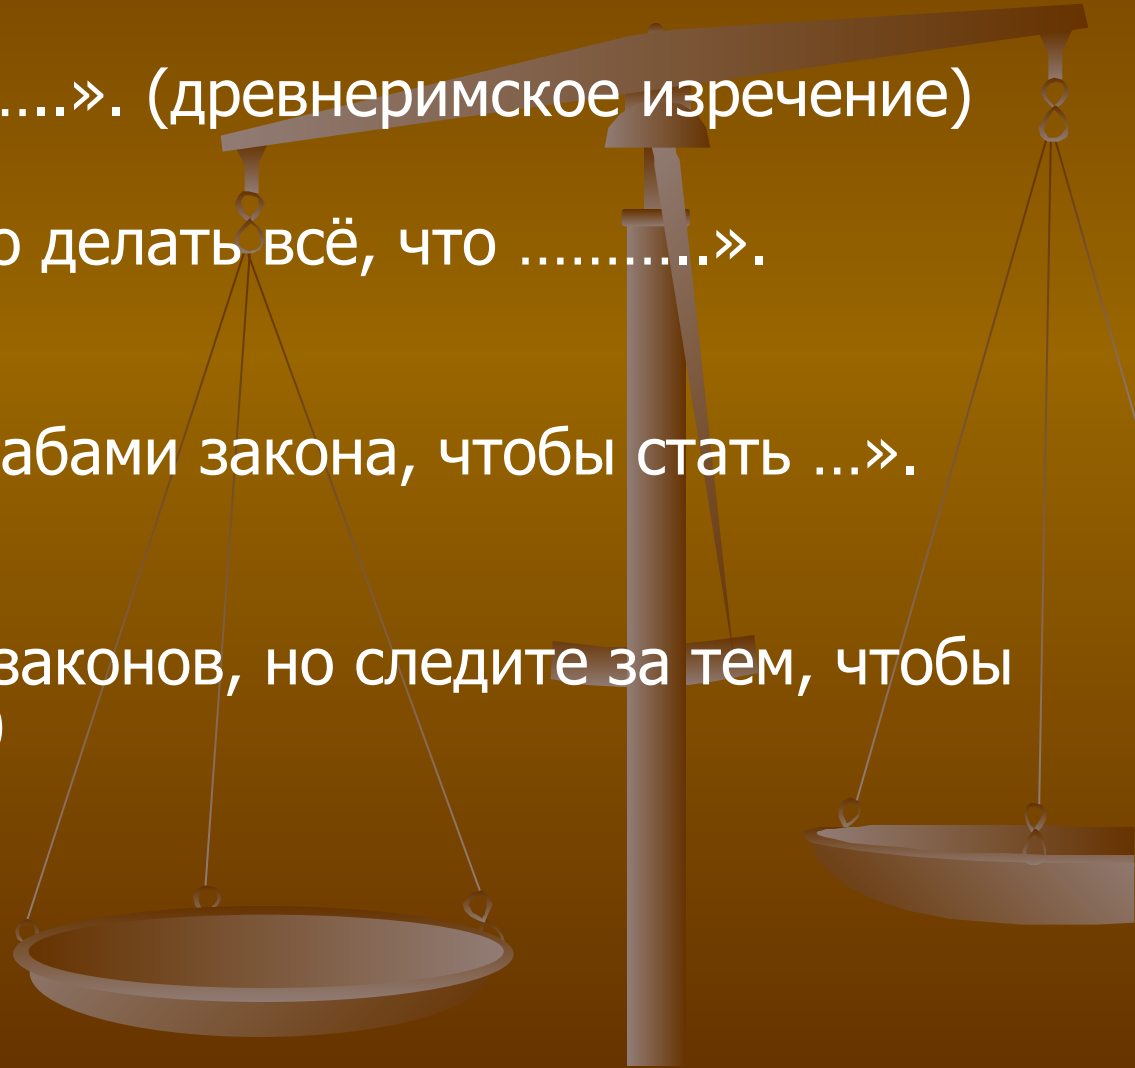 …..». (древнеримское изречение)
о делать всё, что ………..».
абами закона, чтобы стать …».
законов, но следите за тем, чтобы
)